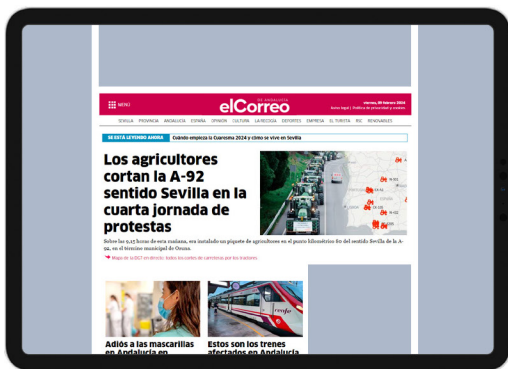 MENÚ
DE ANDALUCÍA
elCorreo
viernes, 09 febrero 2024
Aviso legal | Política de privacidad y cookies
SEVILLA PROVINCIA ANDALUCÍA ESPAÑA OPINIÓN CULTURA LA RECICLA DEPORTES EMPRESA EL TURISTA RSC RENOVABLES
SE ESTÁ LEYENDO AHORA Cuándo empieza la Cuaresma 2024 y cómo se vive en Sevilla
Los agricultores
cortan la A-92
sentido Sevilla en la
cuarta jornada de
protestas
Sobre las 9,15 horas de esta mañana, era instalado un piquete de agricultores en el punto kilométrico 80 del sentido Sevilla de la A-
92, en el término municipal de Osuna.
Mapa de la DGT en directo: todos los cortes de carreteras por los tractores
renfe
Adiós a las mascarillas
en Andalucía en
Estos son los trenes
afectados en Andalucía